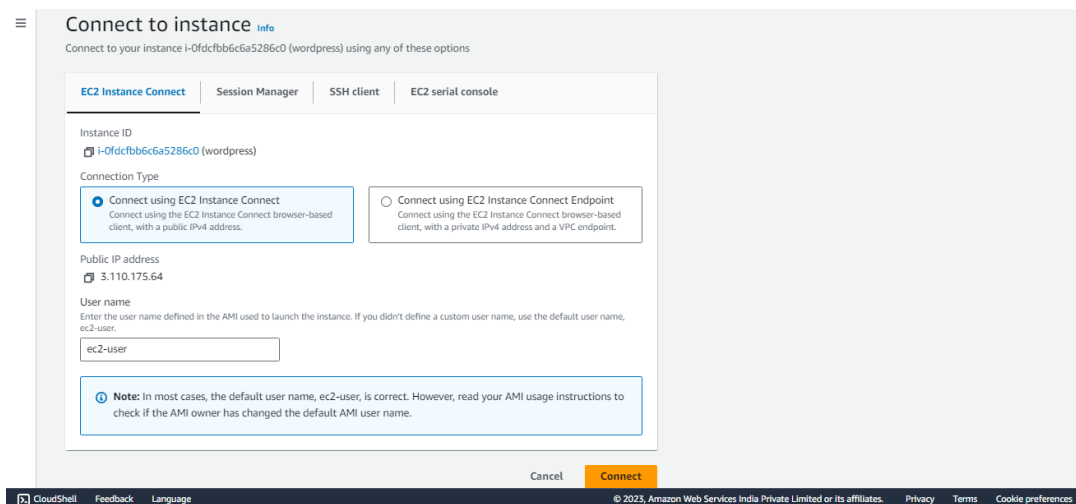 Connect to instance Info
Connect to your instance i-0fdcfbb6c6a5286c0 (wordpress) using any of these options
EC2 Instance Connect Session Manager SSH client EC2 serial console
Instance ID
i-0fdcfbb6c6a5286c0 (wordpress)
Connection Type
Connect using EC2 Instance Connect
Connect using the EC2 Instance Connect browser-based
client, with a public IPv4 address.
Connect using EC2 Instance Connect Endpoint
Connect using the EC2 Instance Connect browser-based
client, with a private IPv4 address and a VPC endpoint.
Public IP address
3.110.175.64
User name
Enter the user name defined in the AMI used to launch the instance. If you didn't define a custom user name, use the default user name,
ec2-user.
ec2-user
Note: In most cases, the default user name, ec2-user, is correct. However, read your AMI usage instructions to
check if the AMI owner has changed the default AMI user name.
Cancel Connect
CloudShell Feedback Language © 2023, Amazon Web Services India Private Limited or its affiliates. Privacy Terms Cookie preferences